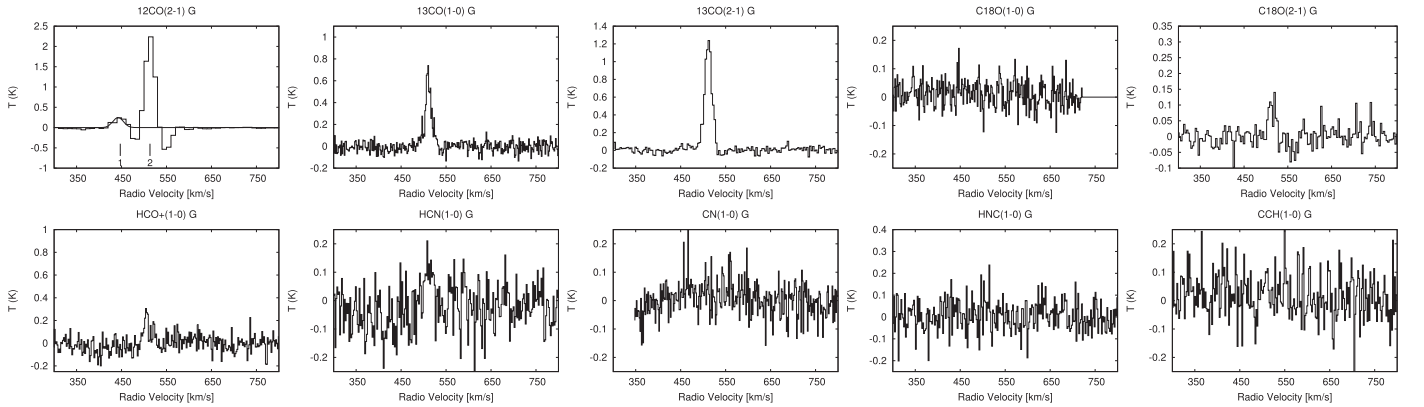 12CO(2-1) G
13CO(1-0) G
13CO(2-1) G
C18O(1-0) G
C18O(2-1) G
T (K)
2.5
2
1.5
1
0.5
0
-0.5
-1
1
2
350 450 550 650 750
Radio Velocity [km/s]
T (K)
1
0.8
0.6
0.4
0.2
0
-0.2
350 450 550 650 750
Radio Velocity [km/s]
T (K)
1.4
1.2
1
0.8
0.6
0.4
0.2
0
-0.2
350 450 550 650 750
Radio Velocity [km/s]
T (K)
0.2
0.1
0
-0.1
-0.2
350 450 550 650 750
Radio Velocity [km/s]
T (K)
0.35
0.3
0.25
0.2
0.15
0.1
0.05
0
-0.05
-0.1
350 450 550 650 750
Radio Velocity [km/s]
HCO+(1-0) G
HCN(1-0) G
CN(1-0) G
HNC(1-0) G
CCH(1-0) G
T (K)
1
0.8
0.6
0.4
0.2
0
-0.2
350 450 550 650 750
Radio Velocity [km/s]
T (K)
0.2
0.1
0
-0.1
-0.2
350 450 550 650 750
Radio Velocity [km/s]
T (K)
0.2
0.1
0
-0.1
-0.2
350 450 550 650 750
Radio Velocity [km/s]
T (K)
0.4
0.3
0.2
0.1
0
-0.1
-0.2
350 450 550 650 750
Radio Velocity [km/s]
T (K)
0.2
0.1
0
-0.1
-0.2
350 450 550 650 750
Radio Velocity [km/s]